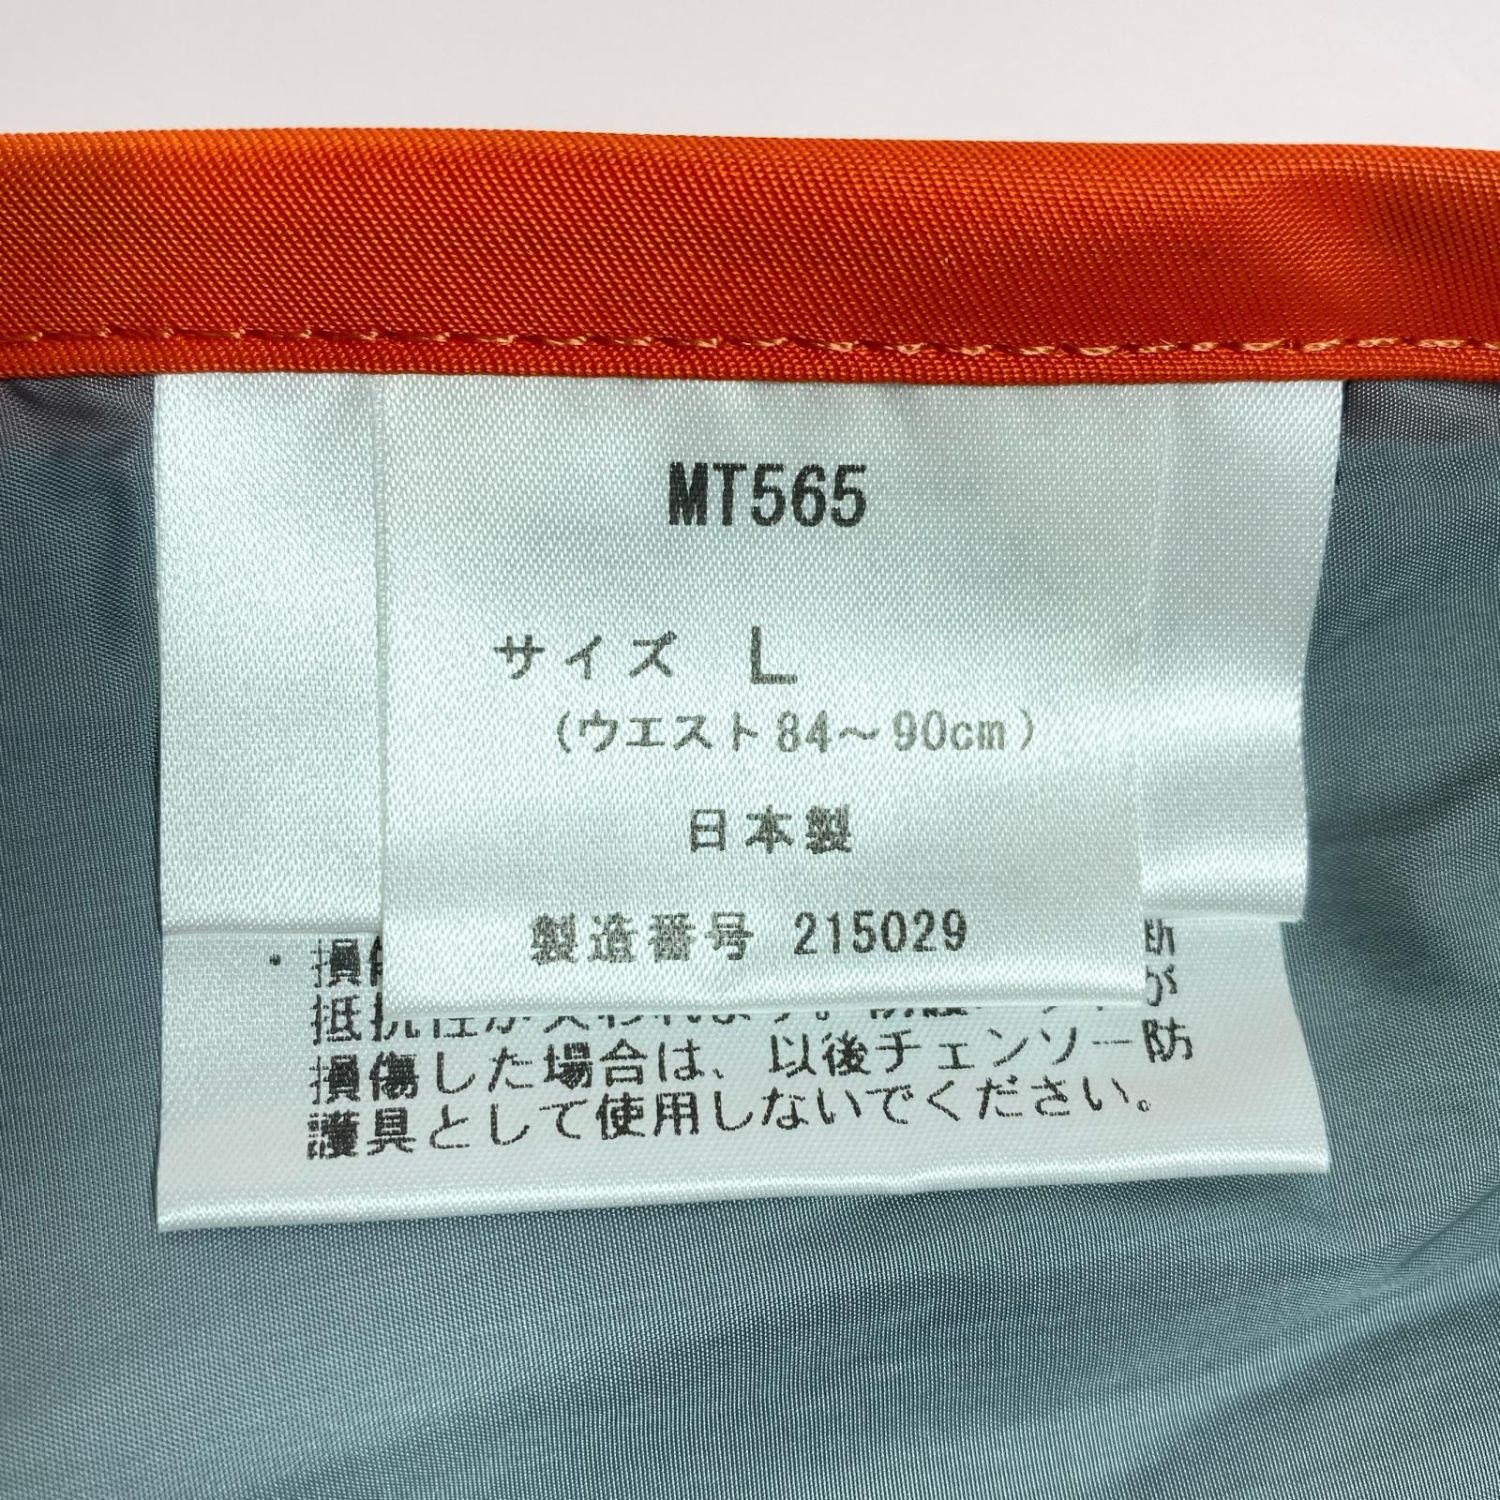 MT565
サイズ L
(ウエスト84～90cm)
日本製
製造番号 215029
・損
損傷した場合は、以後チェンソー防
護具として使用しないでください。